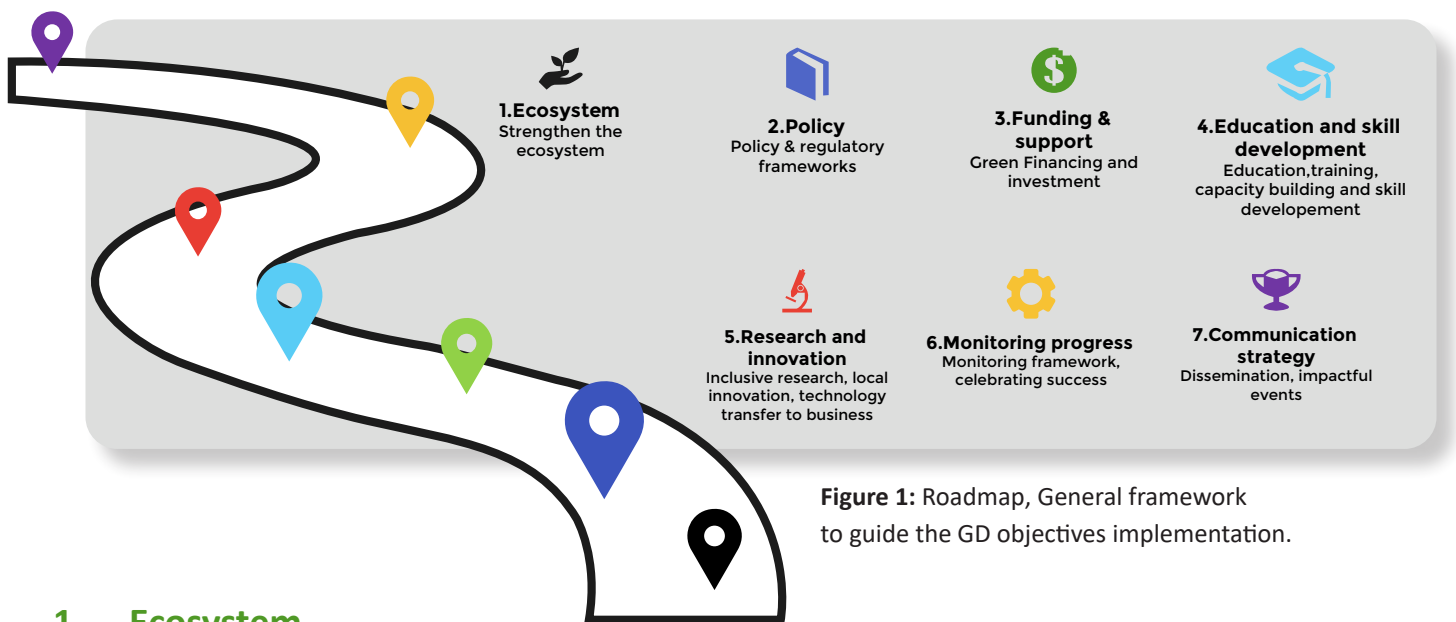 1.Ecosystem
Strengthen the
ecosystem
2.Policy
Policy & regulatory
frameworks
3.Funding &
support
Green Financing and
investment
4.Education and skill
development
Education,training,
capacity building and skill
developement
5.Research and
innovation
Inclusive research, local
innovation, technology
transfer to business
6.Monitoring progress
Monitoring framework,
celebrating success
7.Communication
strategy
Dissemination, impactful
events
Figure 1: Roadmap, General framework
to guide the GD objectives implementation.
1 Ecosystem